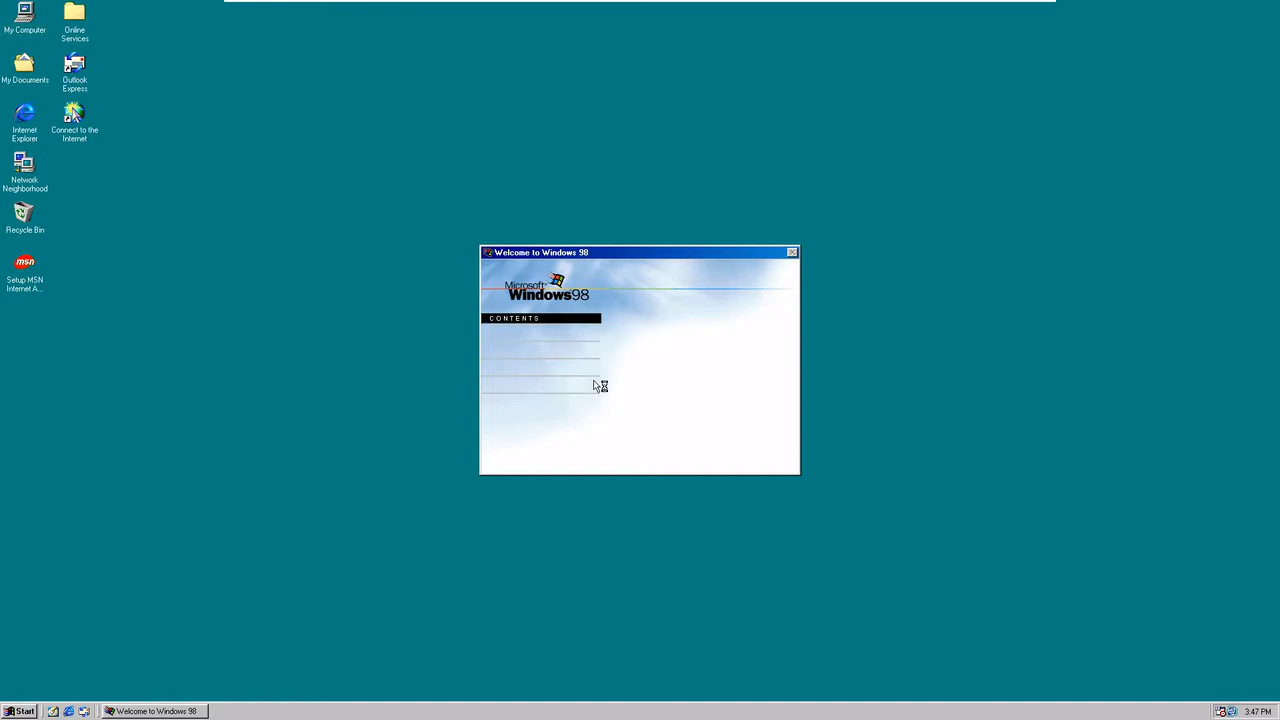 My Computer
Online
Services
My Documents
Outlook
Express
Internet
Explorer
Connect to the
Internet
Network
Neighborhood
Recycle Bin
msn
Setup MSN
Internet A...
Welcome to Windows 98
Microsoft
Windows98
CONTENTS
Start
Welcome to Windows 98
3:47 PM